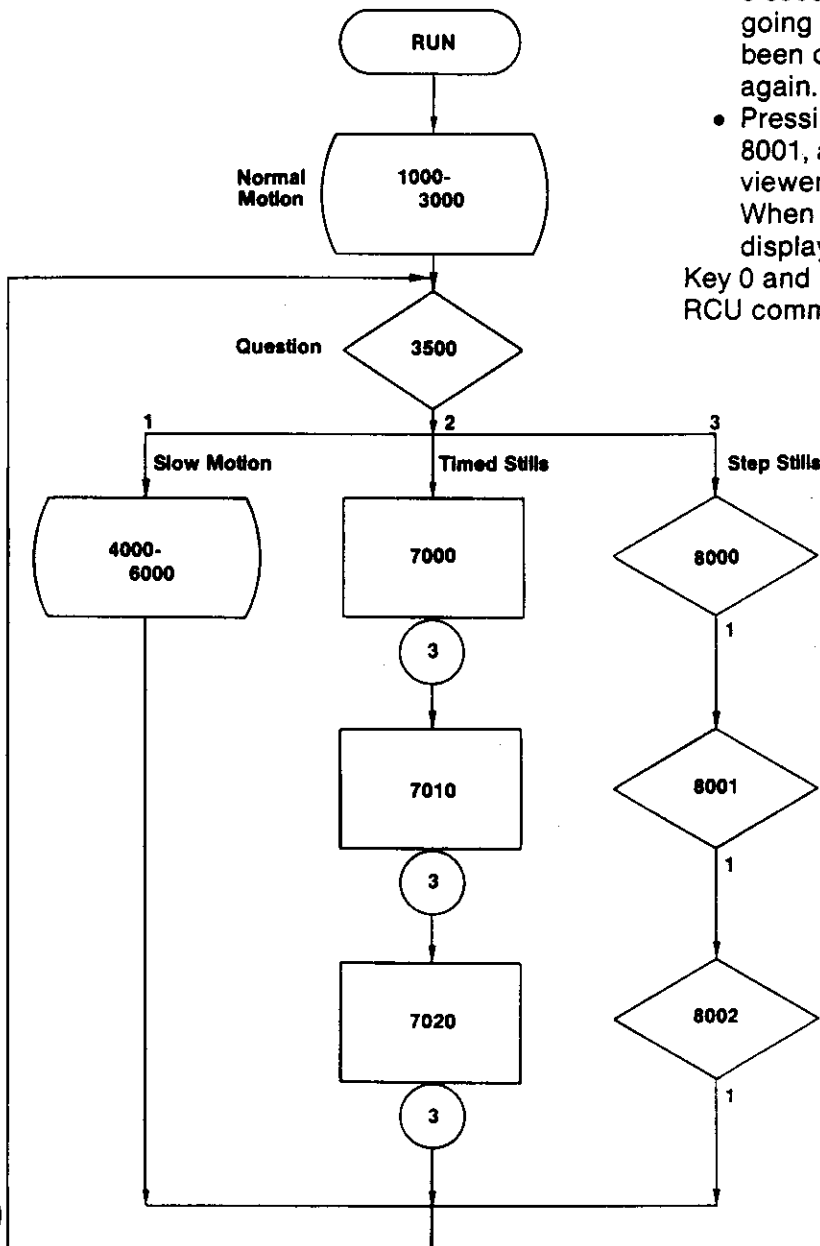 going
been
again.
• Pressi
8001, a
viewer
When
display
Key 0 and
RCU comm
RUN
Normal
Motion
1000-
3000
Question
3500
1
2
3
Slow Motion
Timed Stills
Step Stills
4000-
6000
7000
8000
3
1
7010
8001
3
1
7020
8002
3
1